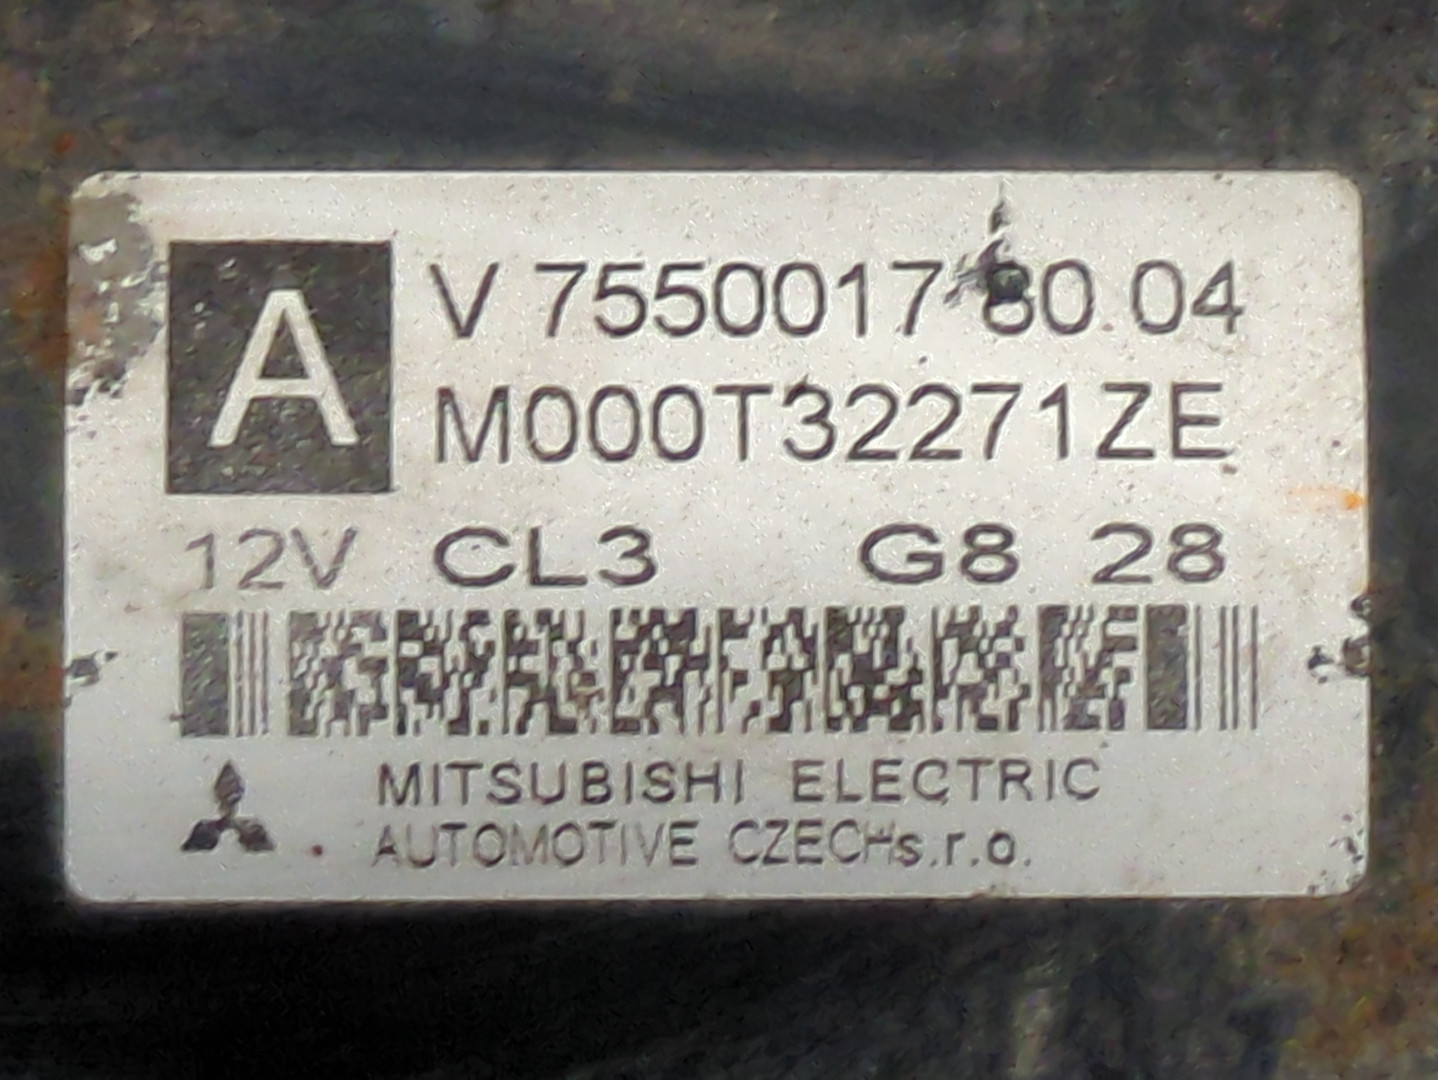 A
V 7550017 80.04
M000T32271ZE
12V CL3 G8 28
MITSUBISHI ELECTRIC
AUTOMOTIVE CZECHs.r.o.